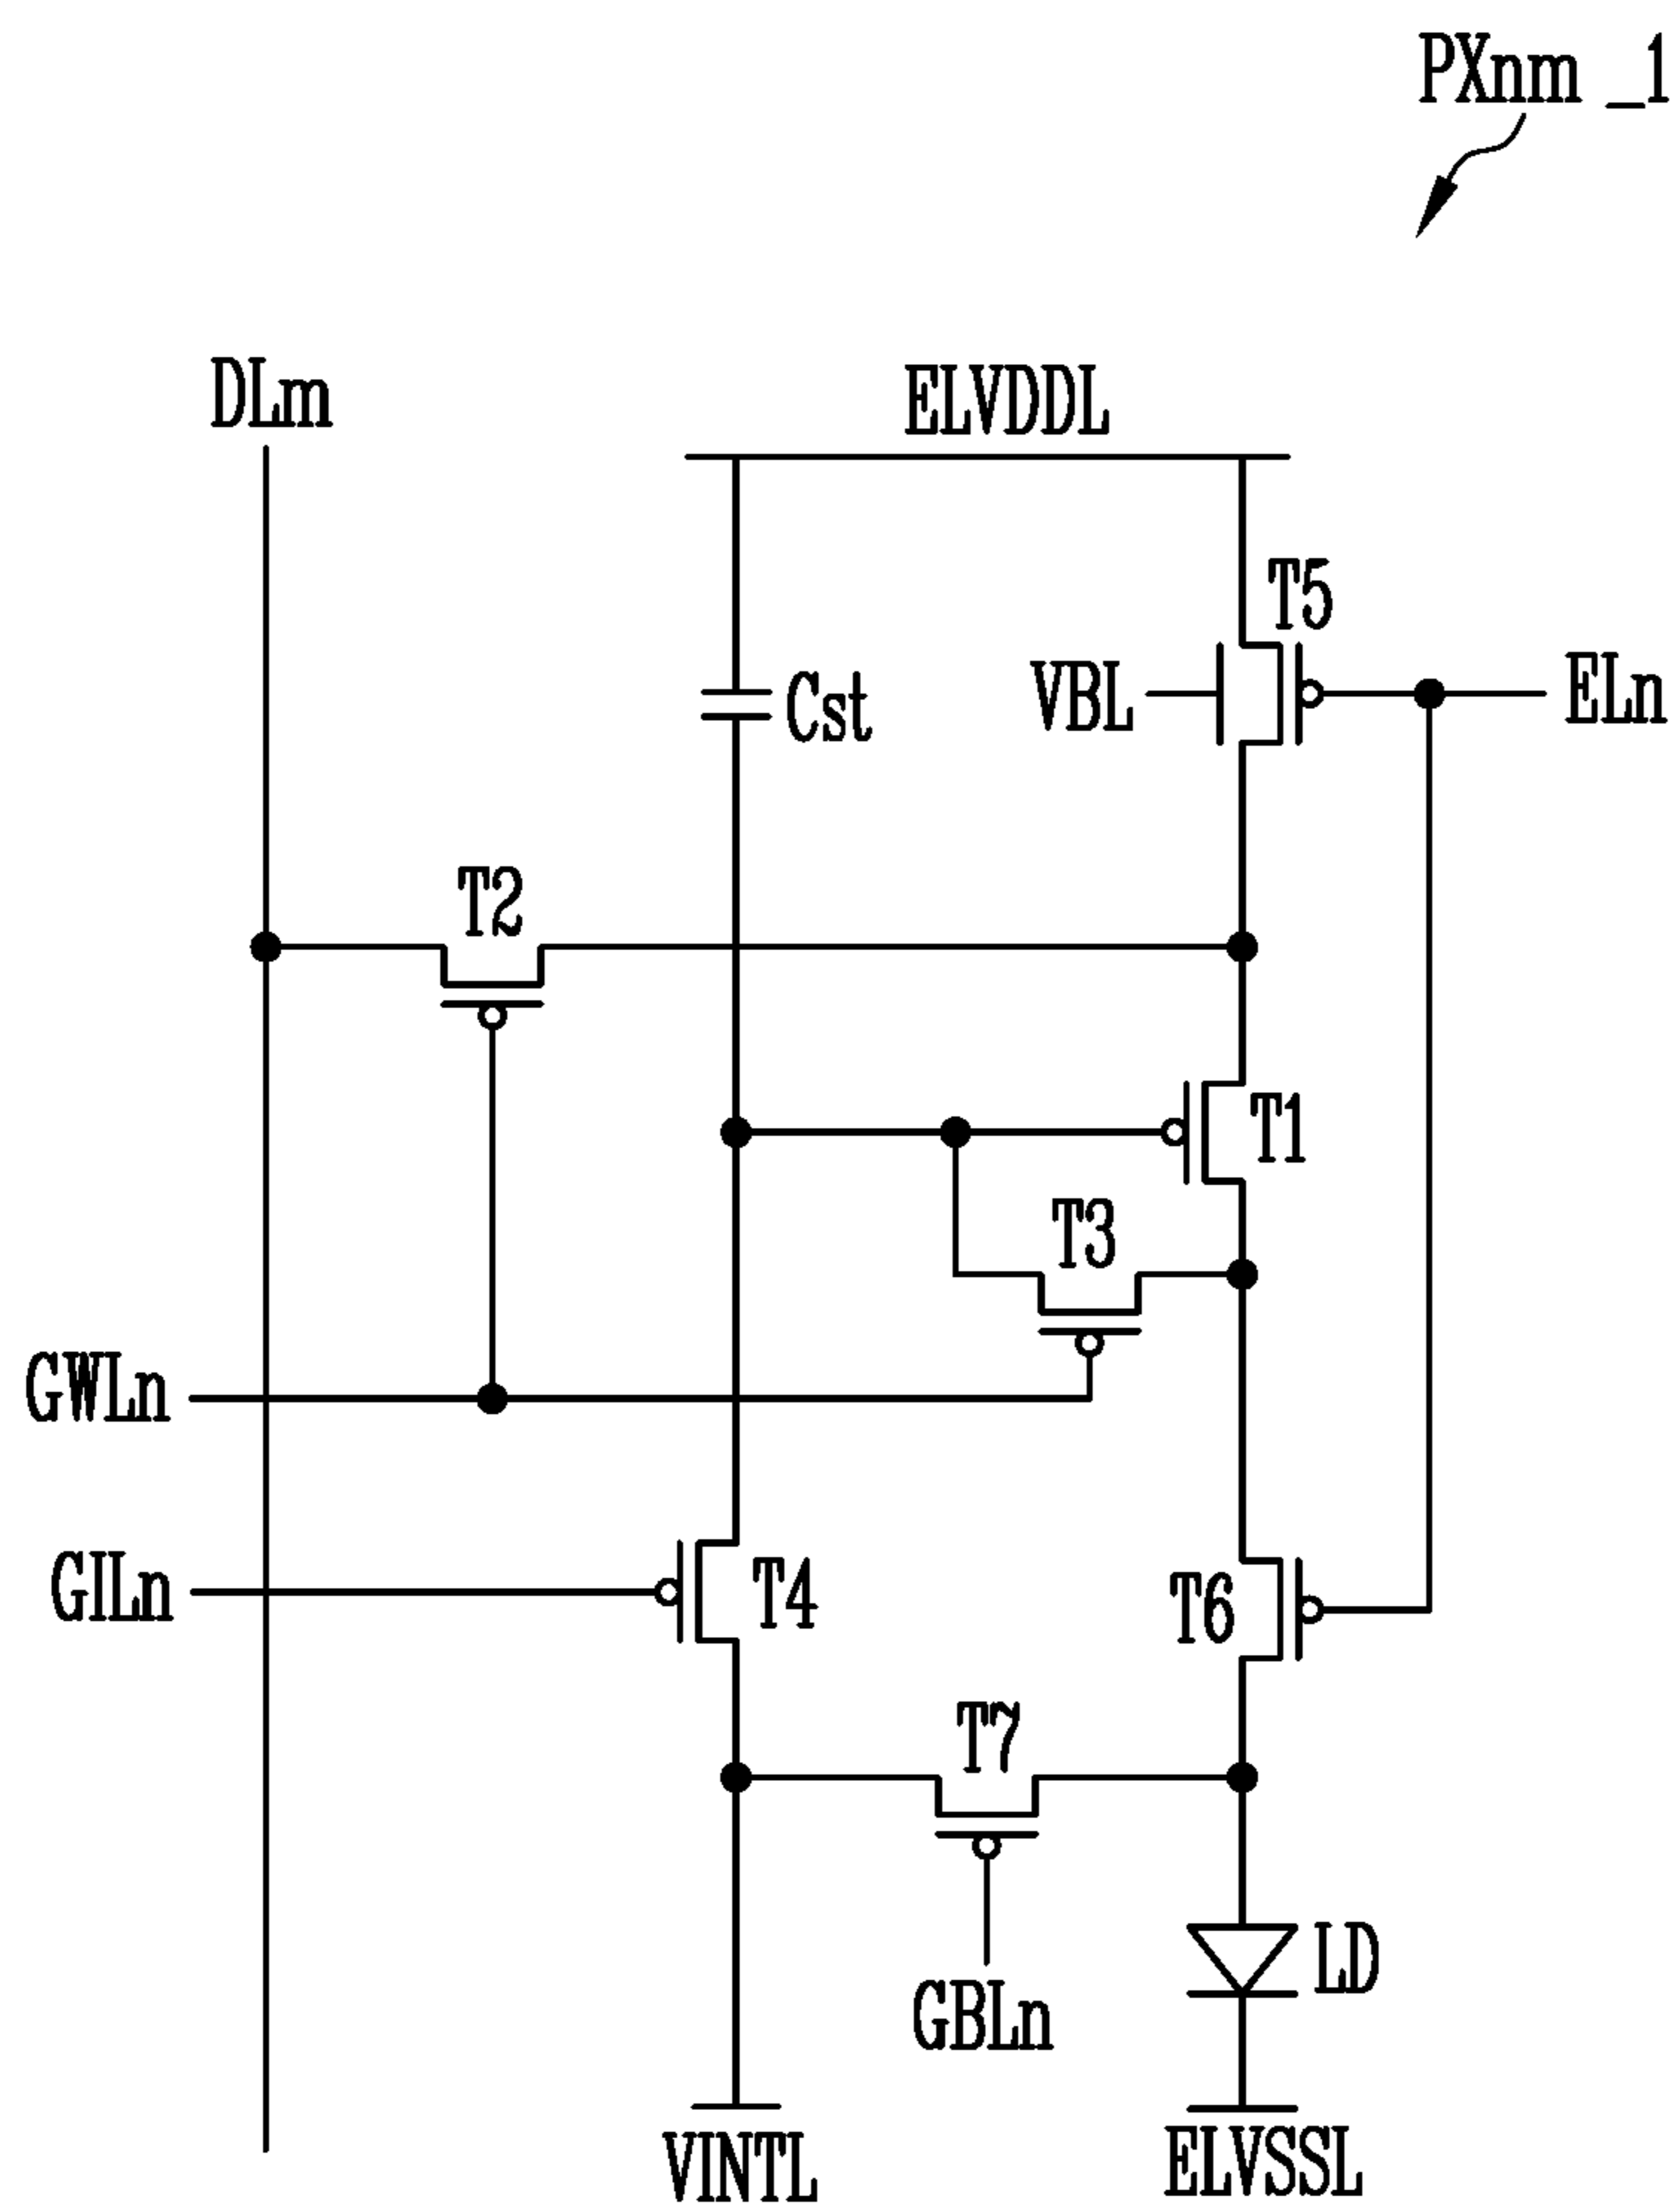 PXnm _1
DLm
ELVDDL
T5
VBL
ELn
Cst
T2
T1
T3
GWLn
GILn
T4
T6
T7
LD
GBLn
VINTL
ELVSSL